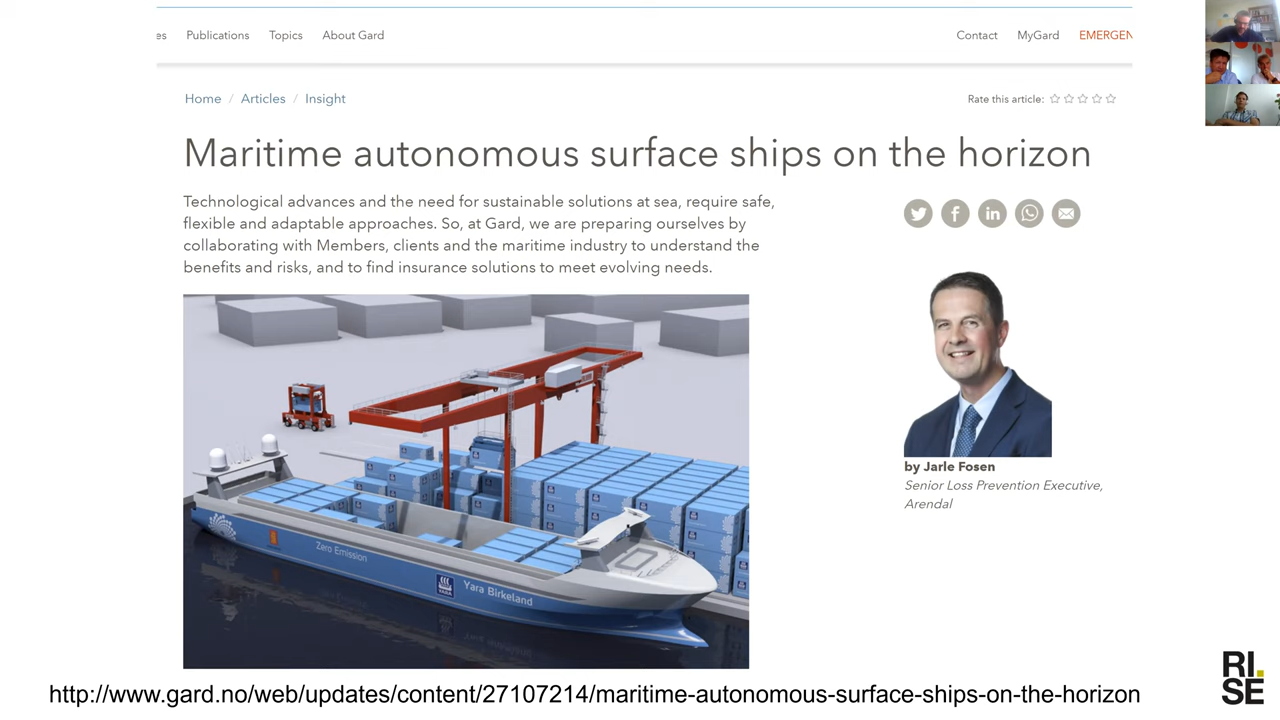 Publications Topics About Gard Contact MyGard EMERGEN
Home / Articles / Insight
Rate this article:
Maritime autonomous surface ships on the horizon
Technological advances and the need for sustainable solutions at sea, require safe,
flexible and adaptable approaches. So, at Gard, we are preparing ourselves by
collaborating with Members, clients and the maritime industry to understand the
benefits and risks, and to find insurance solutions to meet evolving needs.
Zero Emission
YARA
Yara Birkeland
by Jarle Fosen
Senior Loss Prevention Executive,
Arendal
http://www.gard.no/web/updates/content/27107214/maritime-autonomous-surface-ships-on-the-horizon
RI.
SE